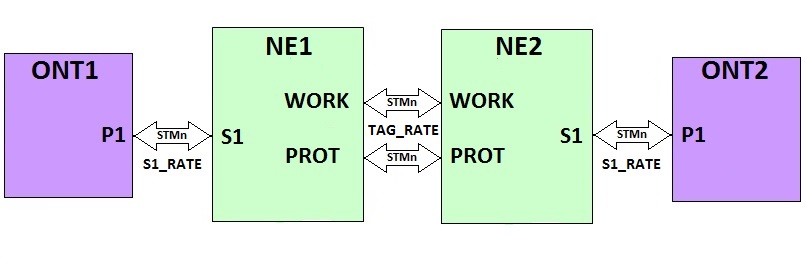 ONT1
NE1
NE2
ONT2
WORK
STMn
WORK
TAG_RATE
P1
STMn
S1
S1
STMn
P1
S1_RATE
PROT
STMn
PROT
S1_RATE